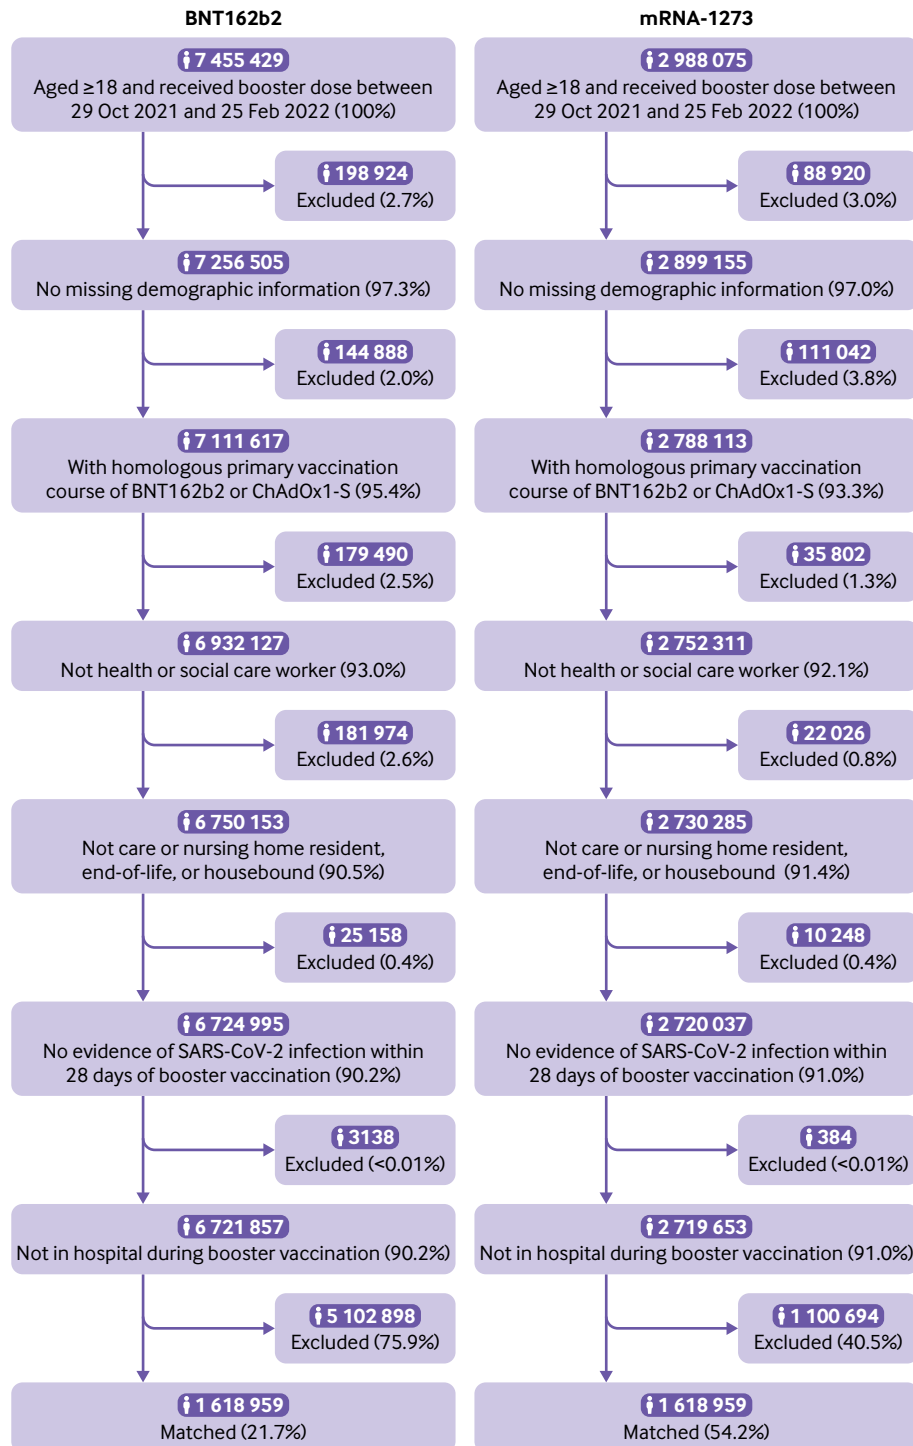 BNT162b2
7 455 429
Aged ≥18 and received booster dose between
29 Oct 2021 and 25 Feb 2022 (100%)
198 924
Excluded (2.7%)
7 256 505
No missing demographic information (97.3%)
144 888
Excluded (2.0%)
7 111 617
With homologous primary vaccination
course of BNT162b2 or ChAdOx1-S (95.4%)
179 490
Excluded (2.5%)
6 932 127
Not health or social care worker (93.0%)
181 974
Excluded (2.6%)
6 750 153
Not care or nursing home resident,
end-of-life, or housebound (90.5%)
25 158
Excluded (0.4%)
6 724 995
No evidence of SARS-CoV-2 infection within
28 days of booster vaccination (90.2%)
3138
Excluded (<0.01%)
6 721 857
Not in hospital during booster vaccination (90.2%)
5 102 898
Excluded (75.9%)
1 618 959
Matched (21.7%)
mRNA-1273
2 988 075
Aged ≥18 and received booster dose between
29 Oct 2021 and 25 Feb 2022 (100%)
88 920
Excluded (3.0%)
2 899 155
No missing demographic information (97.0%)
111 042
Excluded (3.8%)
2 788 113
With homologous primary vaccination
course of BNT162b2 or ChAdOx1-S (93.3%)
35 802
Excluded (1.3%)
2 752 311
Not health or social care worker (92.1%)
22 026
Excluded (0.8%)
2 730 285
Not care or nursing home resident,
end-of-life, or housebound (91.4%)
10 248
Excluded (0.4%)
2 720 037
No evidence of SARS-CoV-2 infection within
28 days of booster vaccination (91.0%)
384
Excluded (<0.01%)
2 719 653
Not in hospital during booster vaccination (91.0%)
1 100 694
Excluded (40.5%)
1 618 959
Matched (54.2%)